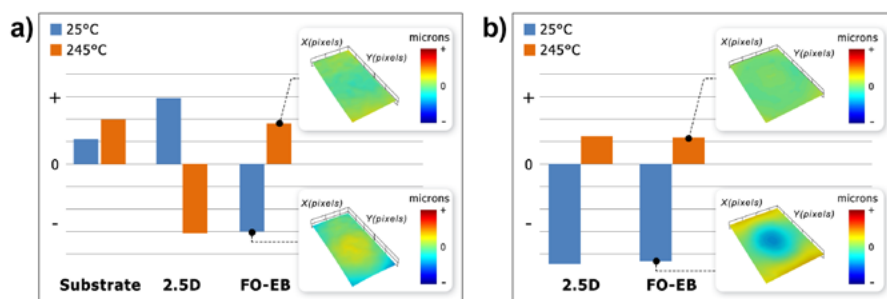 a)
25°C
245°C
+
0
-
Substrate 2.5D FO-EB
X(pixels)
Y(pixels)
microns
+
0
-
X(pixels)
Y(pixels)
microns
+
0
-
b)
25°C
245°C
+
0
-
2.5D FO-EB
X(pixels)
Y(pixels)
microns
+
0
-
X(pixels)
Y(pixels)
microns
+
0
-